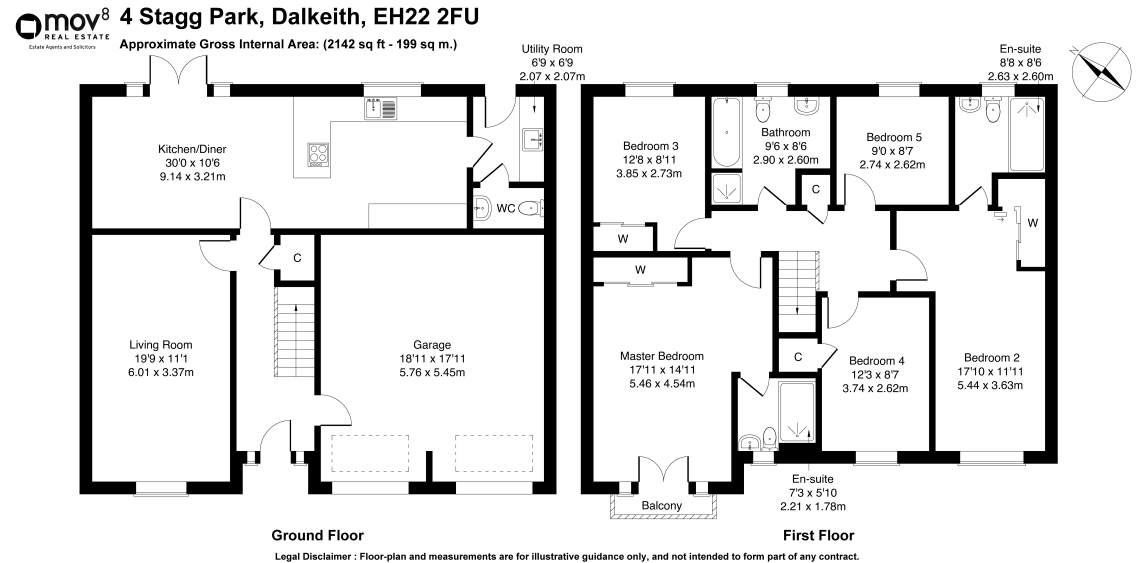 mov8
REAL ESTATE
Estate Agents and Solicitors
4 Stagg Park, Dalkeith, EH22 2FU
Approximate Gross Internal Area: (2142 sq ft - 199 sq m.)
Utility Room
6'9 x 6'9
2.07 x 2.07m
Kitchen/Diner
30'0 x 10'6
9.14 x 3.21m
WC
C
Living Room
19'9 x 11'1
6.01 x 3.37m
Garage
18'11 x 17'11
5.76 x 5.45m
Ground Floor
En-suite
8'8 x 8'6
2.63 x 2.60m
N
Bedroom 3
12'8 x 8'11
3.85 x 2.73m
Bathroom
9'6 x 8'6
2.90 x 2.60m
Bedroom 5
9'0 x 8'7
2.74 x 2.62m
C
W
W
W
Master Bedroom
17'11 x 14'11
5.46 x 4.54m
C
Bedroom 4
12'3 x 8'7
3.74 x 2.62m
Bedroom 2
17'10 x 11'11
5.44 x 3.63m
En-suite
7'3 x 5'10
2.21 x 1.78m
Balcony
First Floor
Legal Disclaimer : Floor-plan and measurements are for illustrative guidance only, and not intended to form part of any contract.